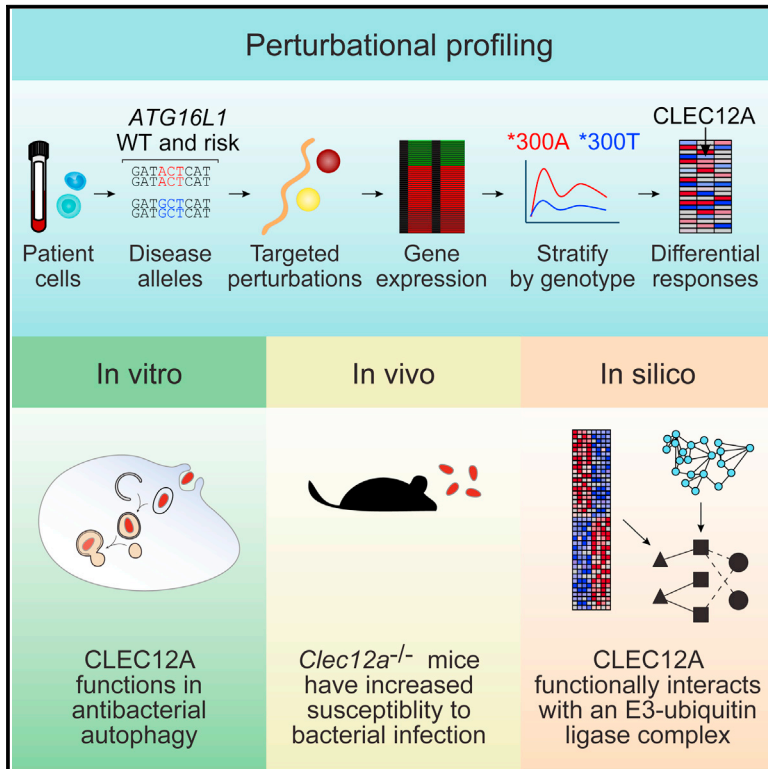 Perturbational profiling
ATG16L1
WT and risk
GATACTCAT
GATACTCAT
GATGCTCAT
GATGCTCAT
*300A *300T
CLEC12A
Patient
cells
Disease
alleles
Targeted
perturbations
Gene
expression
Stratify
by genotype
Differential
responses
In vitro
In vivo
In silico
CLEC12A
functions in
antibacterial
autophagy
Clec12a-/- mice
have increased
susceptiblity to
bacterial infection
CLEC12A
functionally interacts
with an E3-ubiquitin
ligase complex